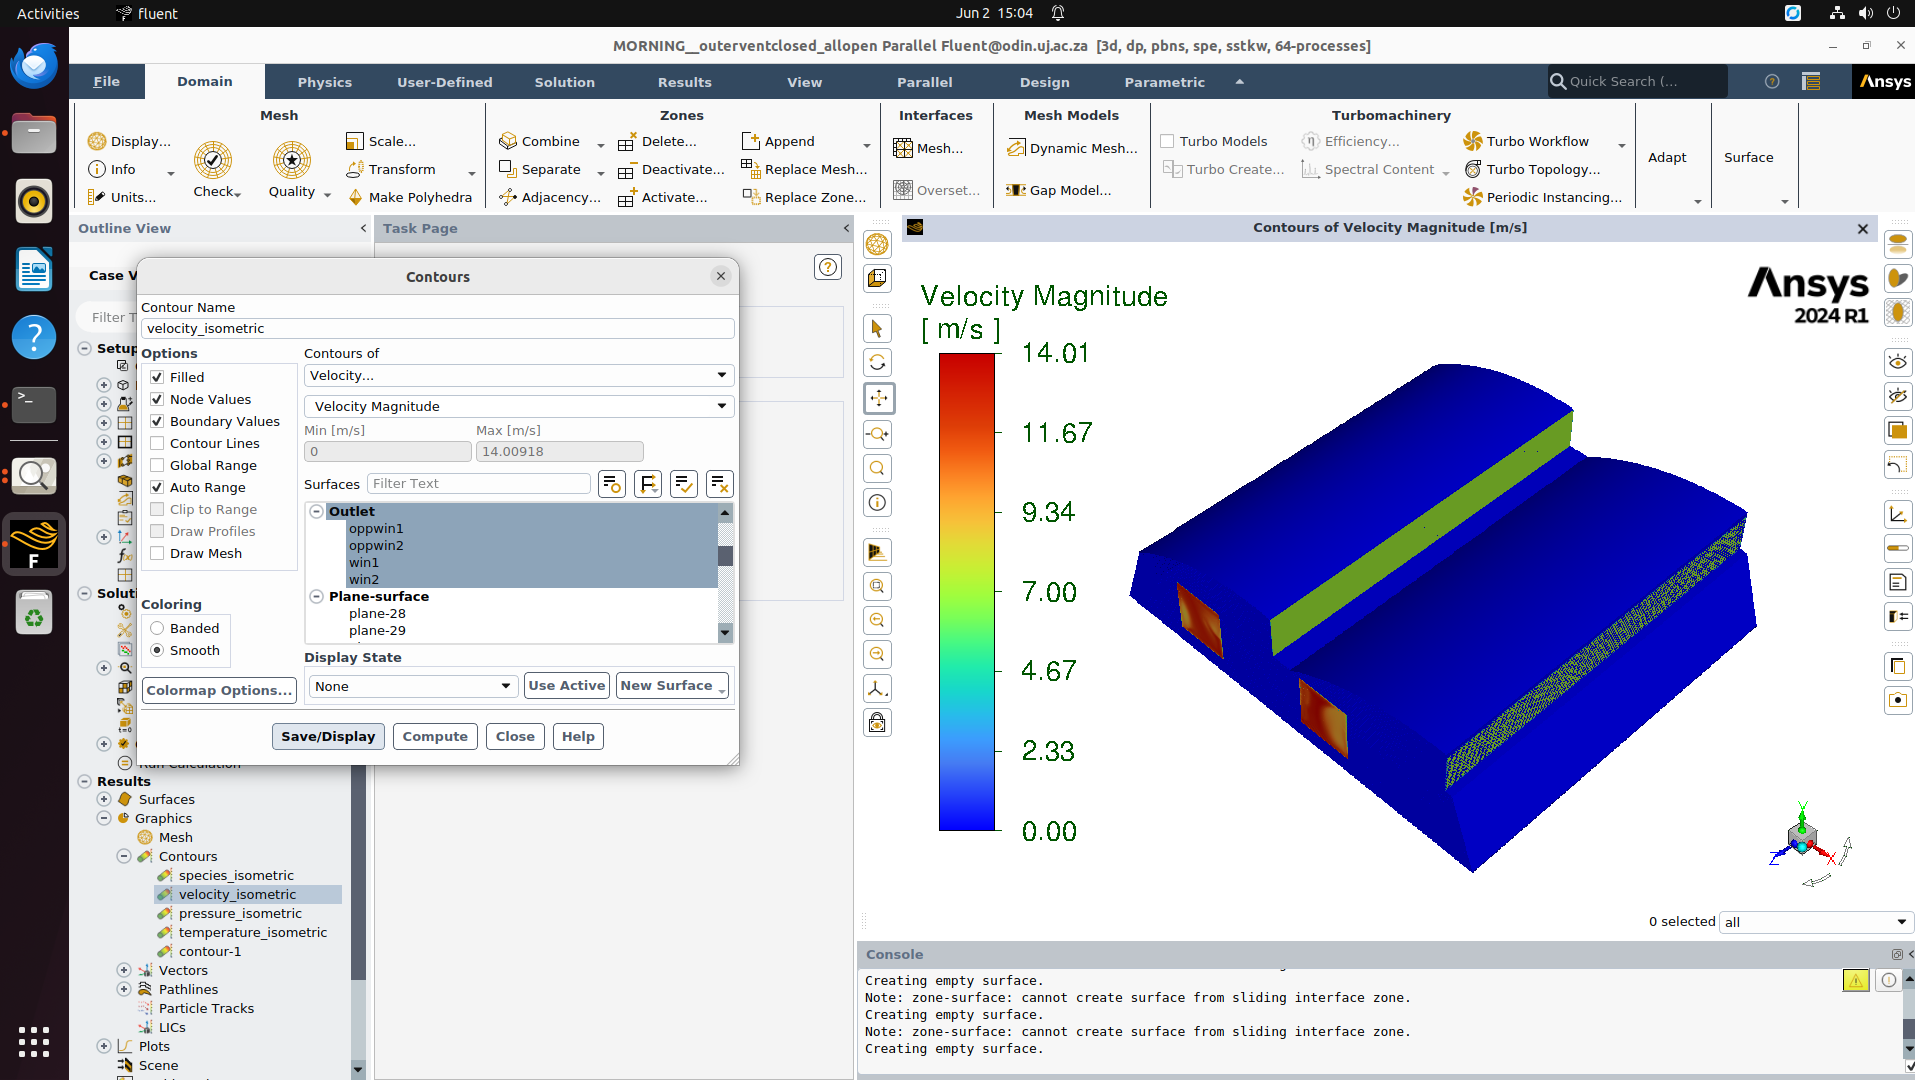 Activities
fluent
Jun 2 15:04
MORNING__outerventclosed_allopen Parallel Fluent@odin.uj.ac.za [3d, dp, pbns, spe, sstkw, 64-processes]
File
Domain
Physics
User-Defined
Solution
Results
View
Parallel
Design
Parametric
Quick Search (...
Ansys
Mesh
Zones
Interfaces
Mesh Models
Turbomachinery
Display...
Info
Units...
Check
Quality
Scale...
Transform
Make Polyhedra
Combine
Separate
Adjacency...
Delete...
Deactivate...
Activate...
Append
Replace Mesh...
Replace Zone...
Mesh...
Overset...
Dynamic Mesh...
Gap Model...
Turbo Models
Turbo Create...
Efficiency...
Spectral Content
Turbo Workflow
Turbo Topology...
Periodic Instancing...
Adapt
Surface
Outline View
Task Page
Case V
Filter T
Setup
Soluti
Run Calculation
Results
Surfaces
Graphics
Mesh
Contours
species_isometric
velocity_isometric
pressure_isometric
temperature_isometric
contour-1
Vectors
Pathlines
Particle Tracks
LICs
Plots
Scene
Contours
Contour Name
velocity_isometric
Options
Filled
Node Values
Boundary Values
Contour Lines
Global Range
Auto Range
Clip to Range
Draw Profiles
Draw Mesh
Coloring
Banded
Smooth
Colormap Options...
Contours of
Velocity...
Velocity Magnitude
Min [m/s]
Max [m/s]
0
14.00918
Surfaces
Filter Text
Outlet
oppwin1
oppwin2
win1
win2
Plane-surface
plane-28
plane-29
Display State
None
Use Active
New Surface
Save/Display
Compute
Close
Help
Contours of Velocity Magnitude [m/s]
Velocity Magnitude
[ m/s ]
14.01
11.67
9.34
7.00
4.67
2.33
0.00
Ansys
2024 R1
Y
Z
X
0 selected
all
Console
Creating empty surface.
Note: zone-surface: cannot create surface from sliding interface zone.
Creating empty surface.
Note: zone-surface: cannot create surface from sliding interface zone.
Creating empty surface.